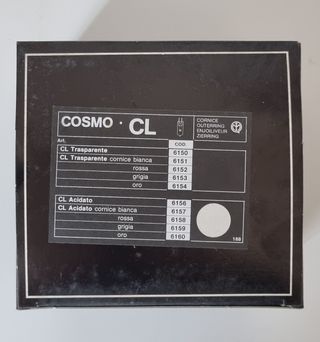 COSMO · CL
CORNICE
OUTERRING
ENJOLIVEUR
ZIERRING
Art. COD.
CL Trasparente 6150
CL Trasparente cornice bianca 6151
rossa 6152
grigia 6153
oro 6154
CL Acidato 6156
CL Acidato cornice bianca 6157
rossa 6158
grigia 6159
oro 6160
188